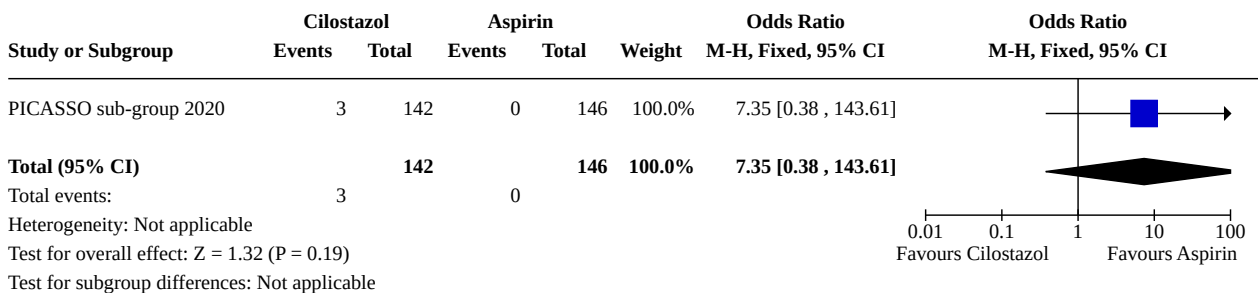 Cilostazol Aspirin Odds Ratio Odds Ratio
Study or Subgroup Events Total Events Total Weight M-H, Fixed, 95% CI M-H, Fixed, 95% CI
PICASSO sub-group 2020 3 142 0 146 100.0% 7.35 [0.38 , 143.61]
Total (95% CI) 142 146 100.0% 7.35 [0.38 , 143.61]
Total events: 3 0
Heterogeneity: Not applicable
0.01 0.1 1 10 100
Test for overall effect: Z = 1.32 (P = 0.19) Favours Cilostazol Favours Aspirin
Test for subgroup differences: Not applicable